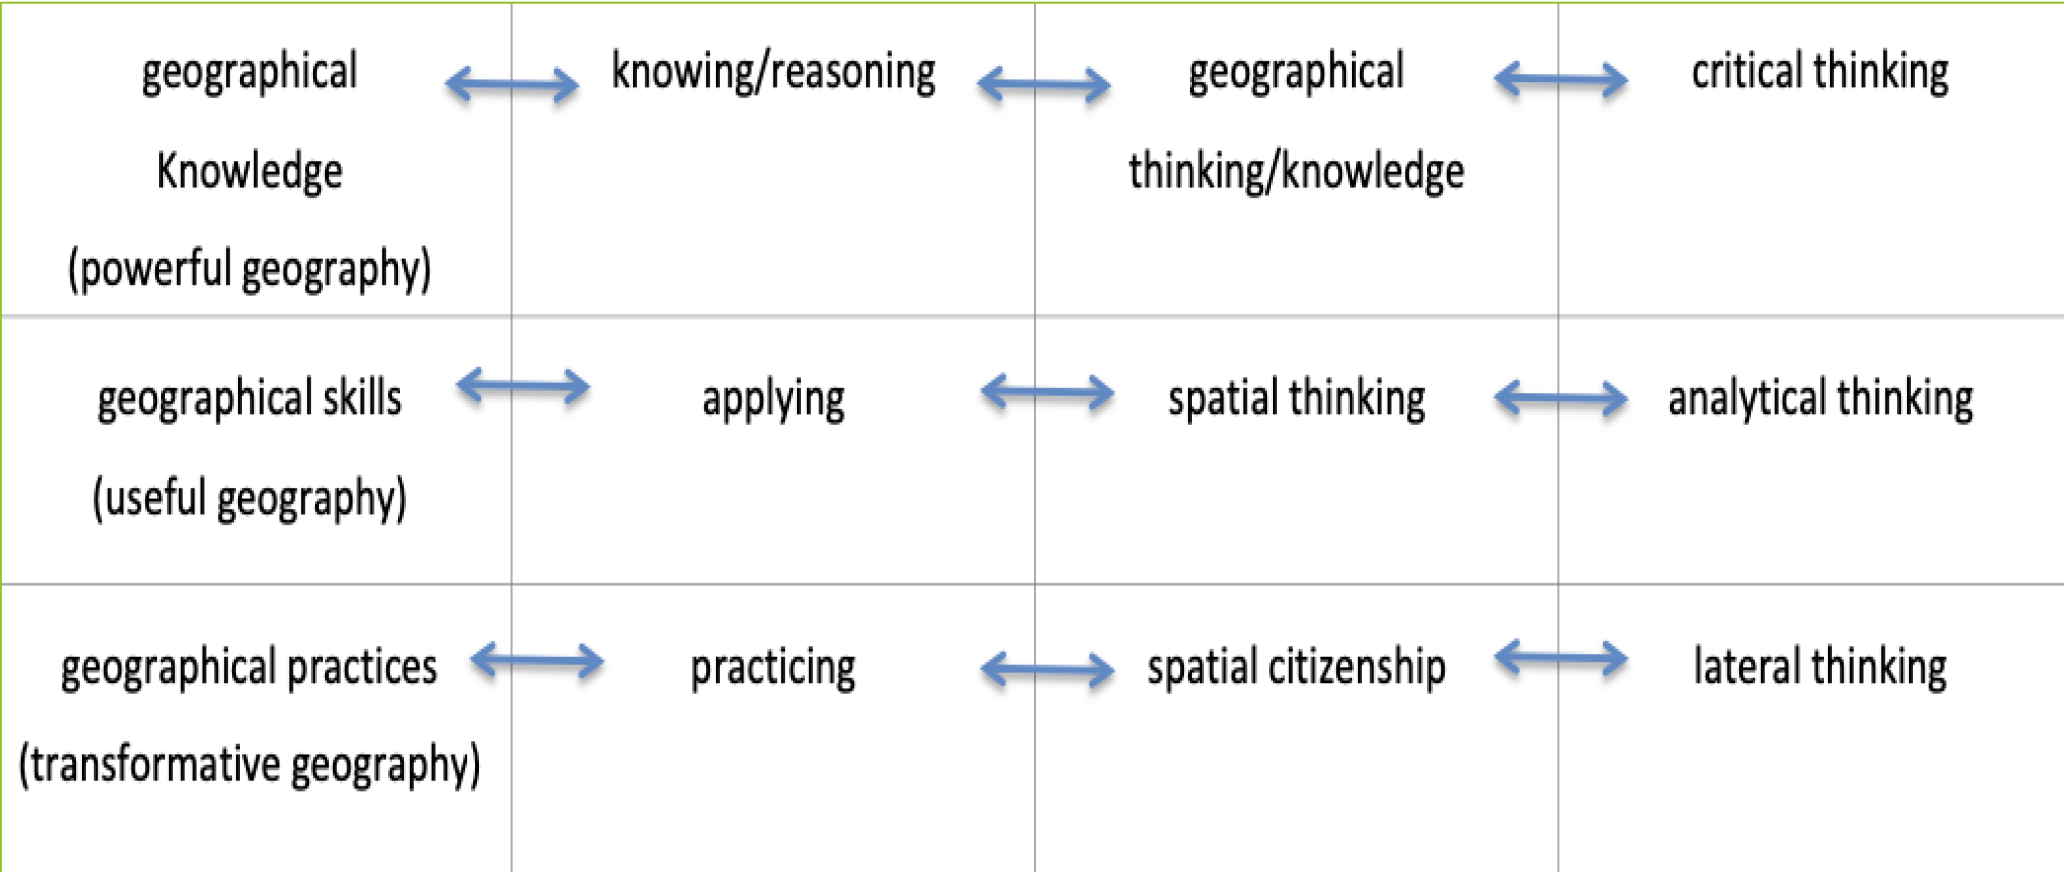 geographical
Knowledge
(powerful geography)
knowing/reasoning
geographical
thinking/knowledge
critical thinking
geographical skills
(useful geography)
applying
spatial thinking
analytical thinking
geographical practices
(transformative geography)
practicing
spatial citizenship
lateral thinking